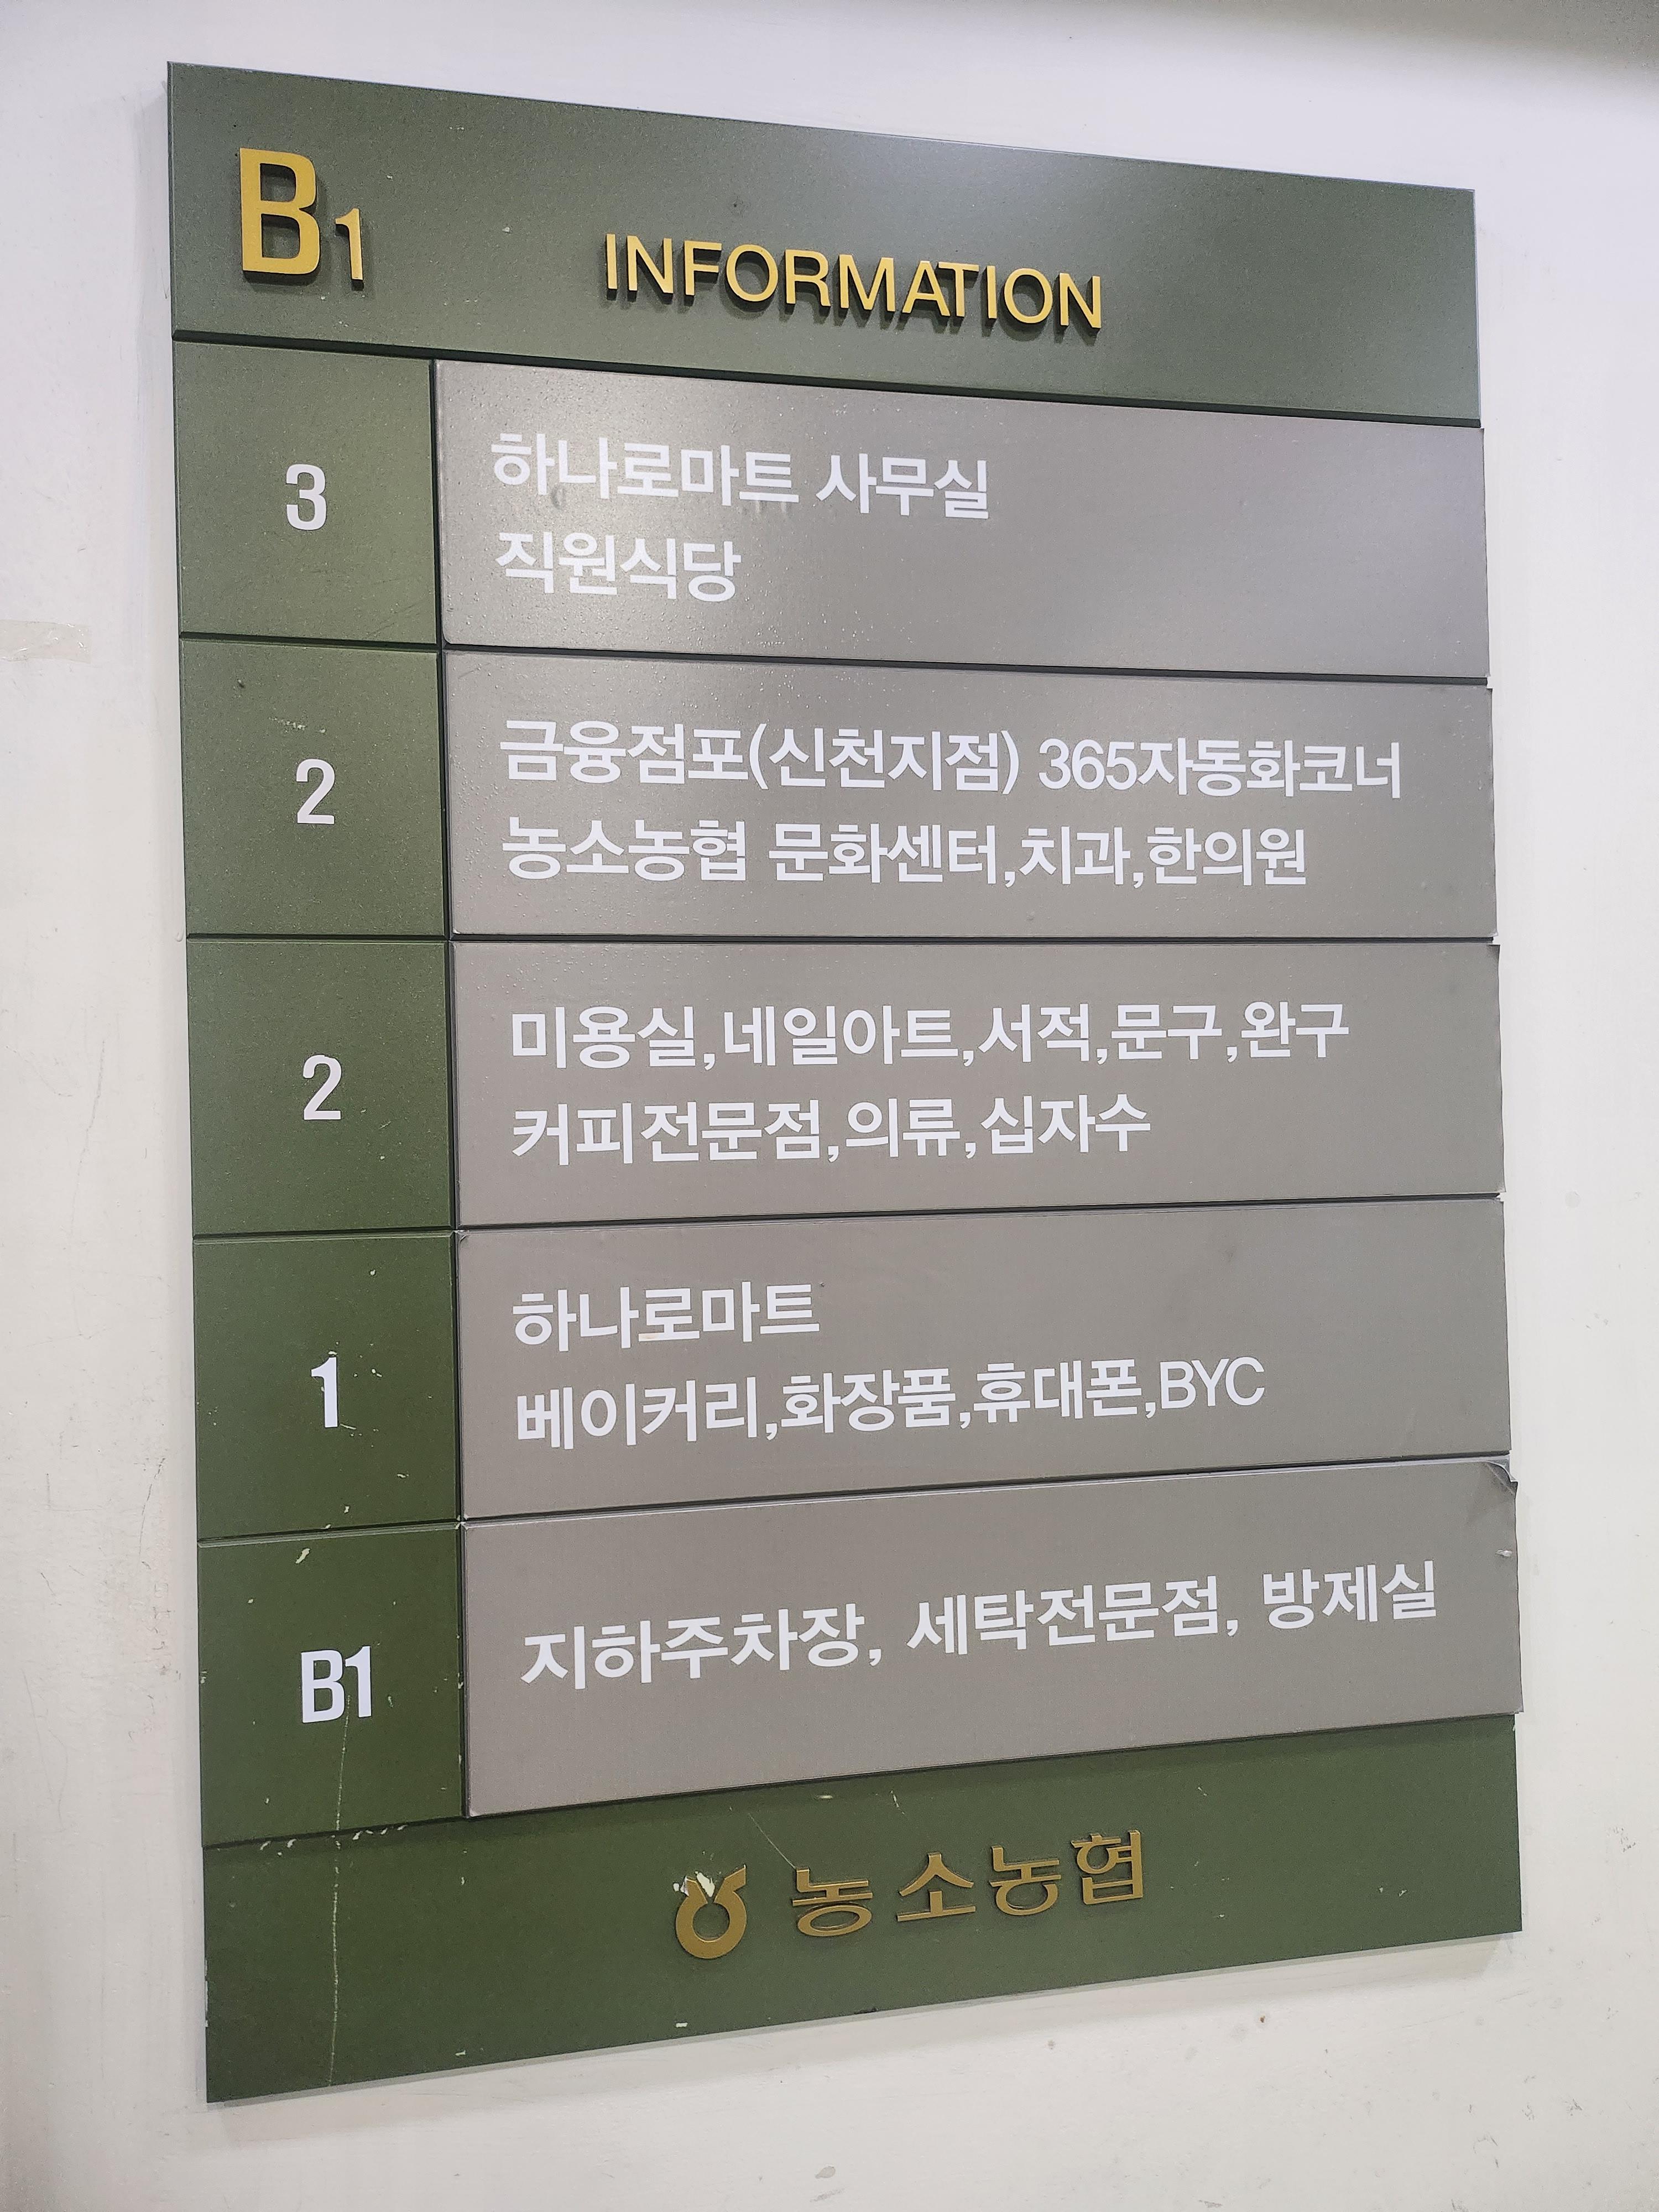 B1 INFORMATION
3
하나로마트 사무실
직원식당
2
금융점포(신천지점) 365자동화코너
농소농협 문화센터,치과,한의원
2
미용실,네일아트,서적,문구,완구
커피전문점,의류,십자수
1
하나로마트
베이커리,화장품,휴대폰,BYC
B1
지하주차장, 세탁전문점, 방제실
농소농협